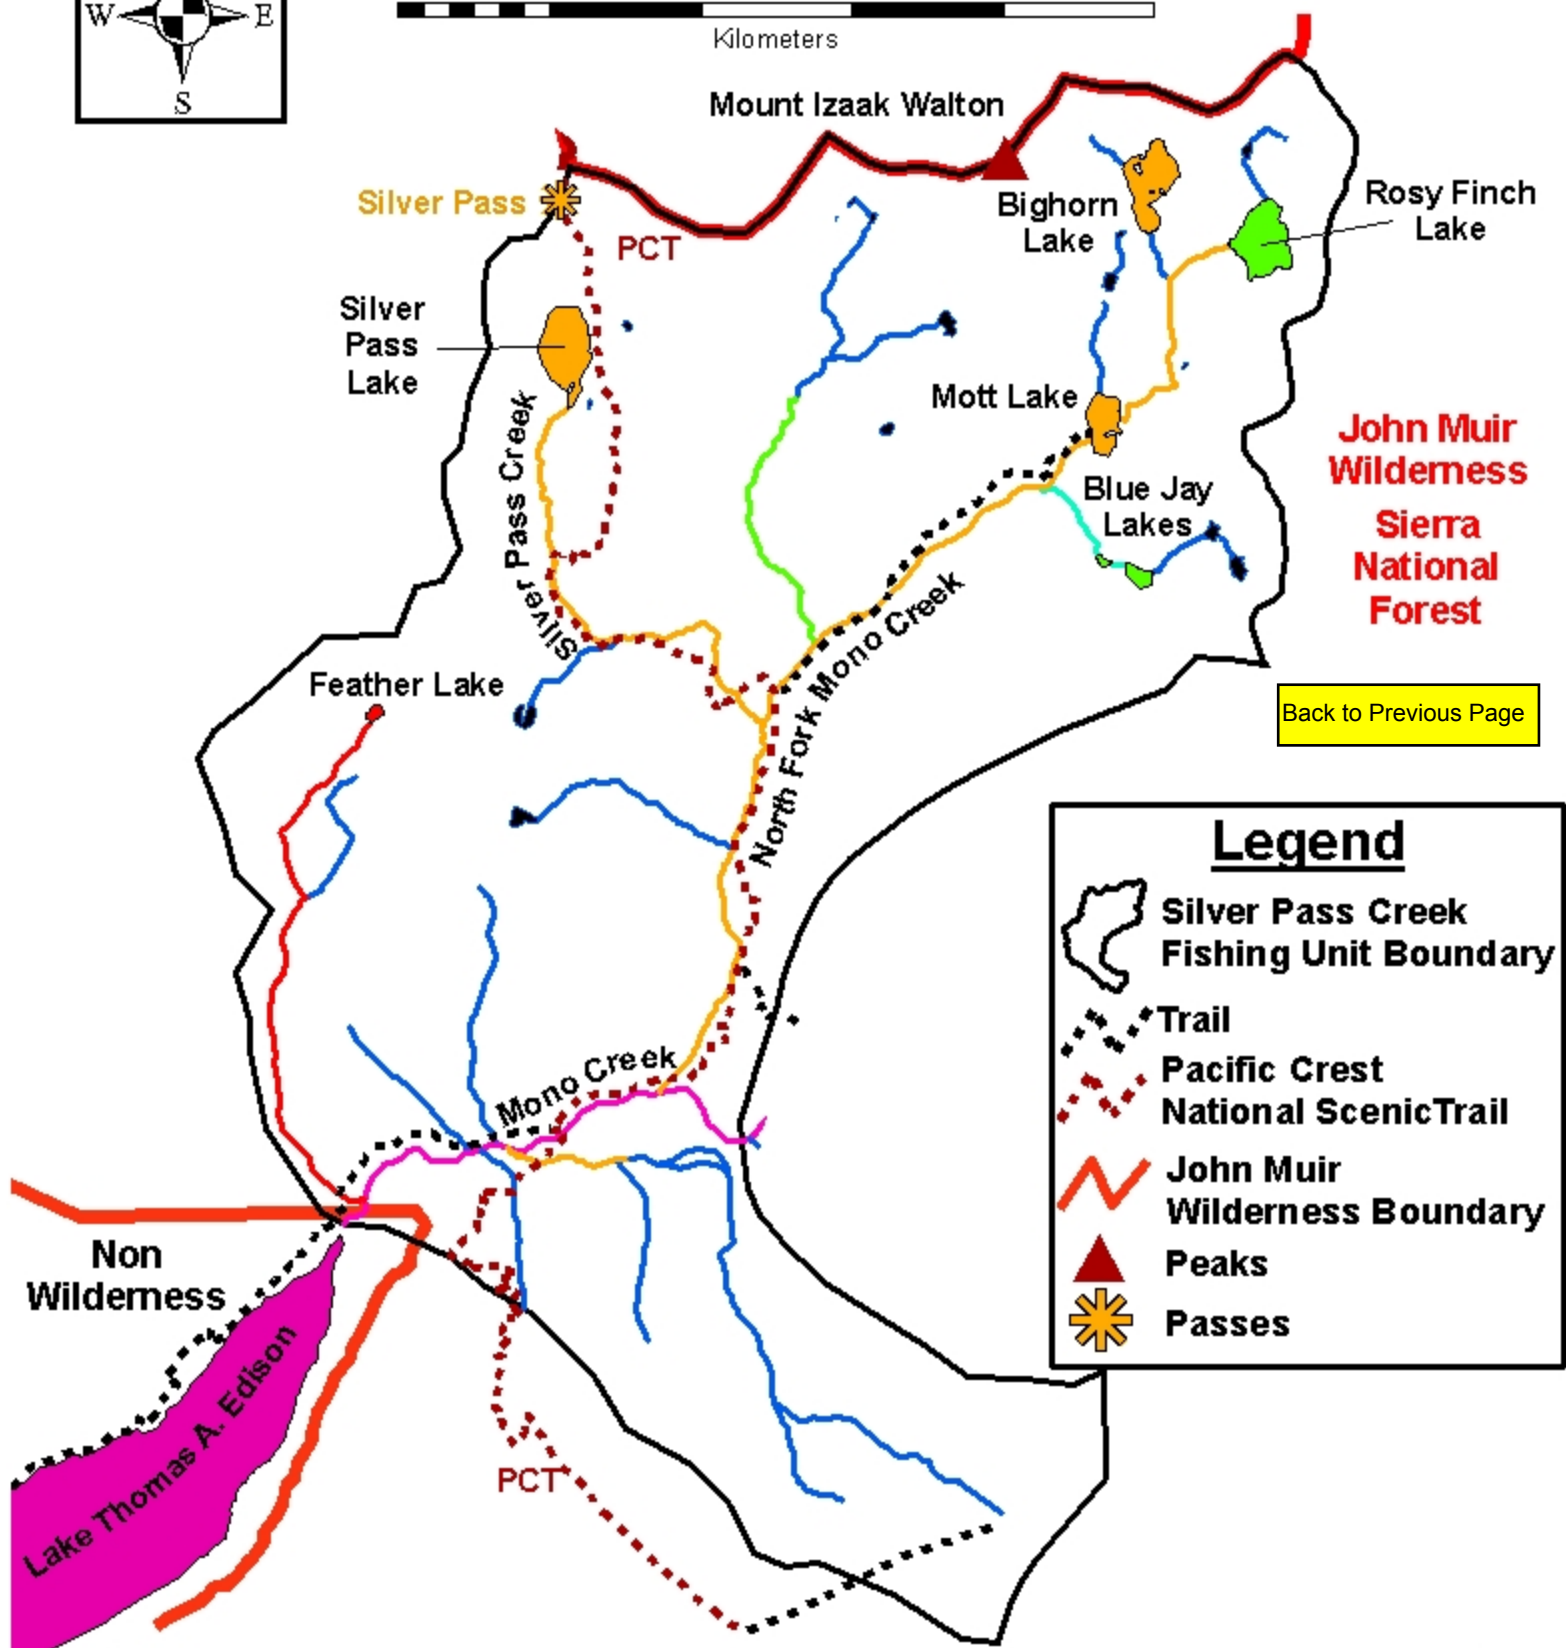 W
E
S
Kilometers
Mount Izaak Walton
Silver Pass
PCT
Bighorn
Lake
Rosy Finch
Lake
Silver
Pass
Lake
Mott Lake
Silver Pass Creek
Blue Jay
Lakes
John Muir
Wilderness
Sierra
National
Forest
North Fork Mono Creek
Feather Lake
Back to Previous Page
Legend
Silver Pass Creek
Fishing Unit Boundary
Trail
Pacific Crest
National ScenicTrail
John Muir
Wilderness Boundary
Peaks
Passes
Mono Creek
Non
Wilderness
Lake Thomas A. Edison
PCT